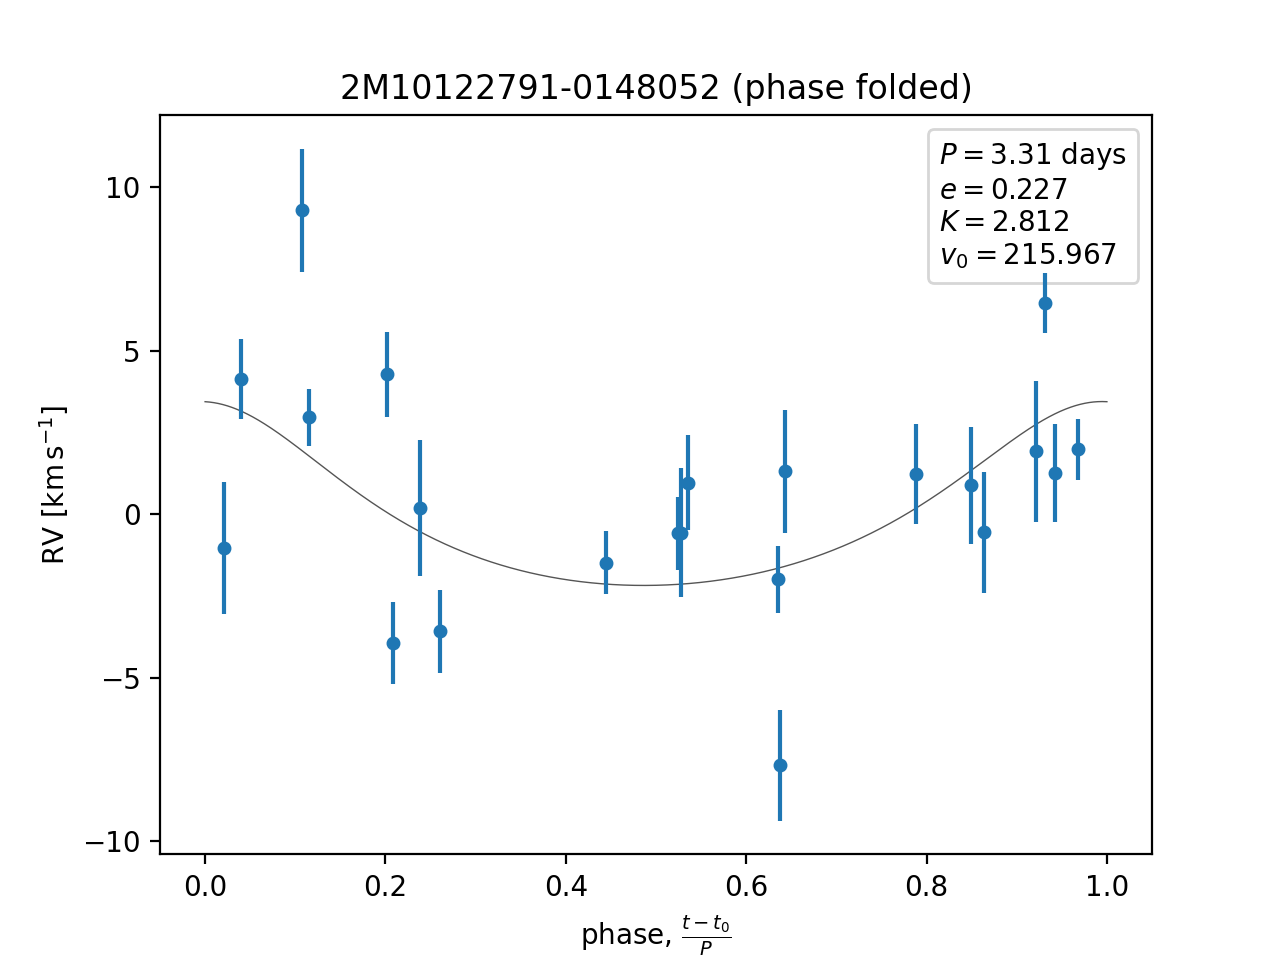 2M10122791-0148052 (phase folded)
P = 3.31 days
e = 0.227
K = 2.812
v₀ = 215.967
10
5
0
−5
−10
RV [km s⁻¹]
0.0 0.2 0.4 0.6 0.8 1.0
phase, (t − t₀)/P